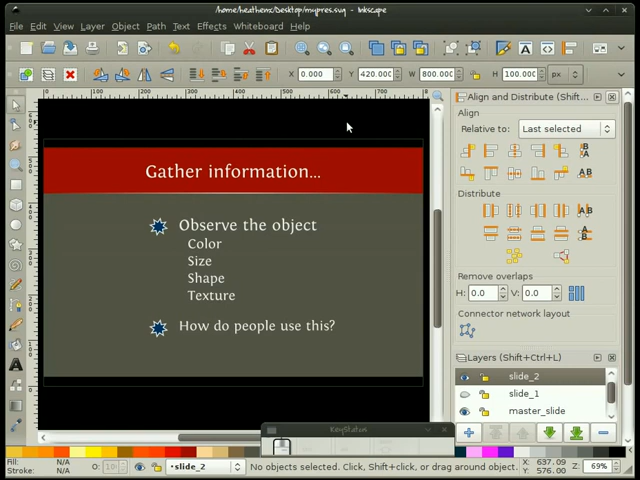 /home/heathenx/Desktop/mypres.svg - Inkscape
File Edit View Layer Object Path Text Effects Whiteboard Help
X 0.000 Y 420.000 W 800.000 H 100.000 px
Align and Distribute (Shift...
Align
Relative to: Last selected
Distribute
Remove overlaps
H: 0.0 V: 0.0
Connector network layout
Layers (Shift+Ctrl+L)
slide_2
slide_1
master_slide
Gather information...
Observe the object
Color
Size
Shape
Texture
How do people use this?
KeyStatus
Fill: N/A
Stroke: N/A
O:
•slide_2
No objects selected. Click, Shift+click, or drag around object.
X: 637.09
Y: 576.00
Z: 69%